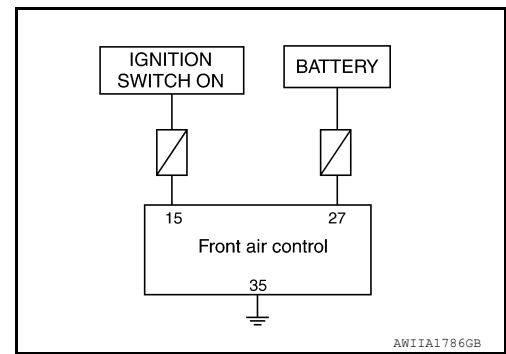 IGNITION
SWITCH ON
BATTERY
15
27
Front air control
35
AWIIA1786GB